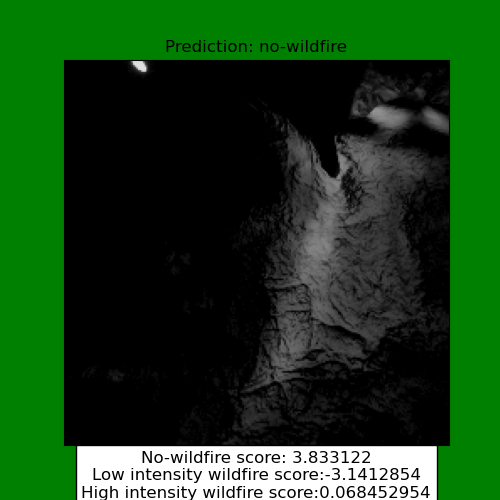 Prediction: no-wildfire
No-wildfire score: 3.833122
Low intensity wildfire score:-3.1412854
High intensity wildfire score:0.068452954